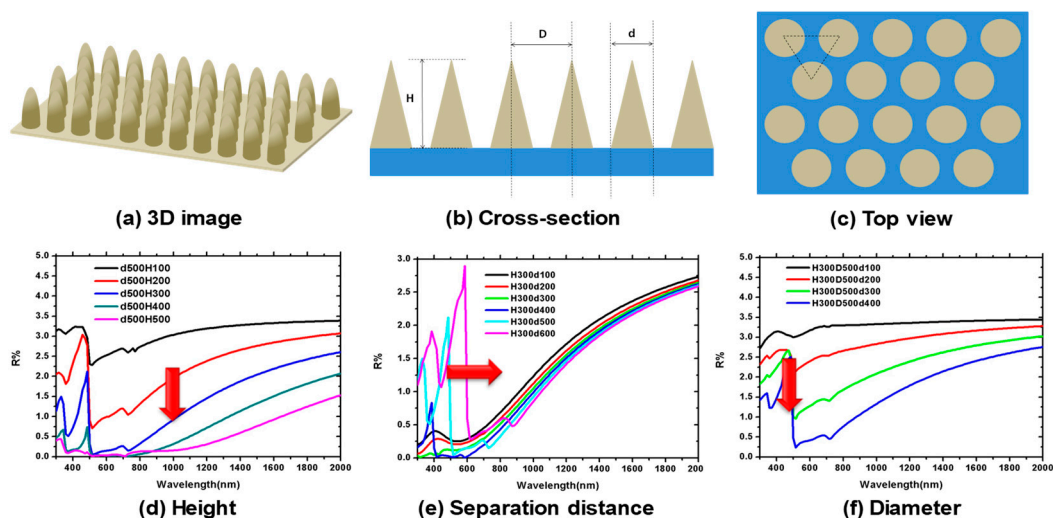 D
d
H
(a) 3D image
(b) Cross-section
(c) Top view
5.0
4.5
4.0
3.5
3.0
2.5
2.0
1.5
1.0
0.5
0.0
R%
d500H100
d500H200
d500H300
d500H400
d500H500
400 600 800 1000 1200 1400 1600 1800 2000
Wavelength(nm)
(d) Height
3.0
2.5
2.0
1.5
1.0
0.5
0.0
R%
H300d100
H300d200
H300d300
H300d400
H300d500
H300d600
400 600 800 1000 1200 1400 1600 1800 2000
Wavelength(nm)
(e) Separation distance
5.0
4.5
4.0
3.5
3.0
2.5
2.0
1.5
1.0
0.5
0.0
R%
H300D500d100
H300D500d200
H300D500d300
H300D500d400
400 600 800 1000 1200 1400 1600 1800 2000
Wavelength(nm)
(f) Diameter